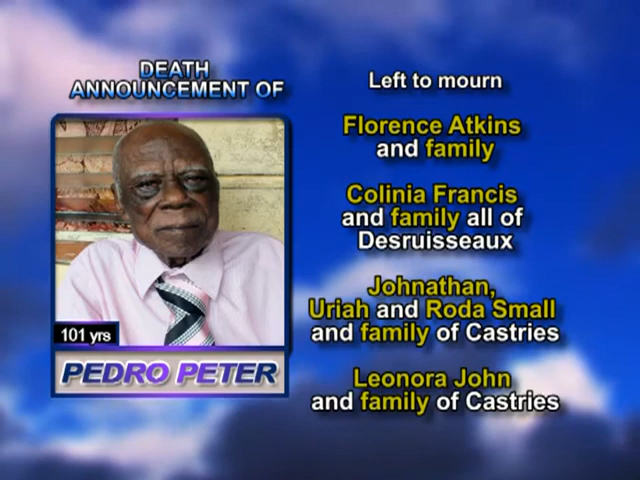 DEATH
ANNOUNCEMENT OF
101 yrs
PEDRO PETER
Left to mourn
Florence Atkins
and family
Colinia Francis
and family all of
Desruisseaux
Johnathan,
Uriah and Roda Small
and family of Castries
Leonora John
and family of Castries